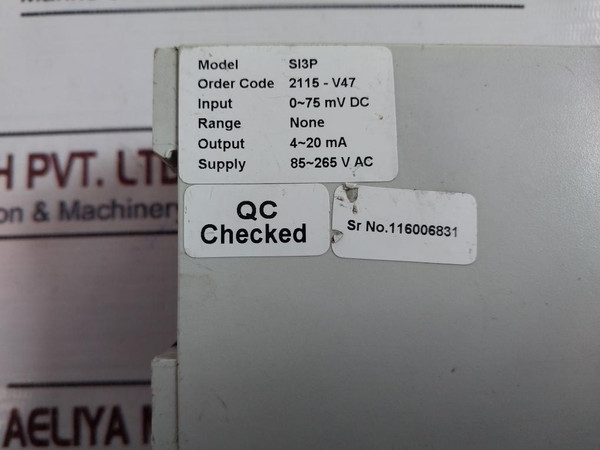 Model SI3P
Order Code 2115 - V47
Input 0~75 mV DC
Range None
Output 4~20 mA
Supply 85~265 V AC
QC
Checked
Sr No.116006831
H PVT. LTD
on & Machinery
AELIYA